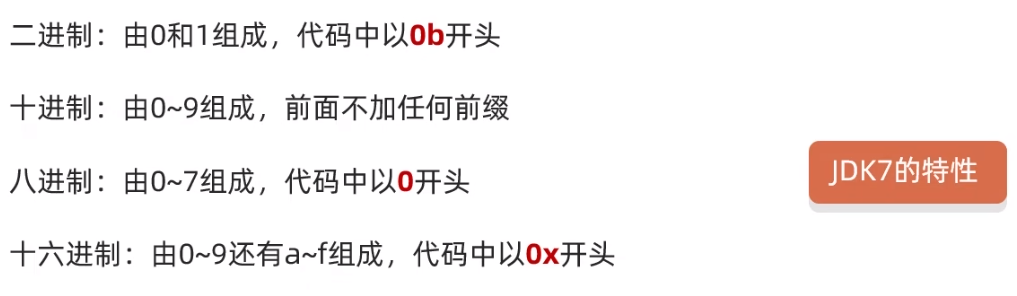 二进制：由0和1组成，代码中以0b开头
十进制：由0~9组成，前面不加任何前缀
JDK7的特性
八进制：由0~7组成，代码中以0开头
十六进制：由0~9还有a~f组成，代码中以0x开头